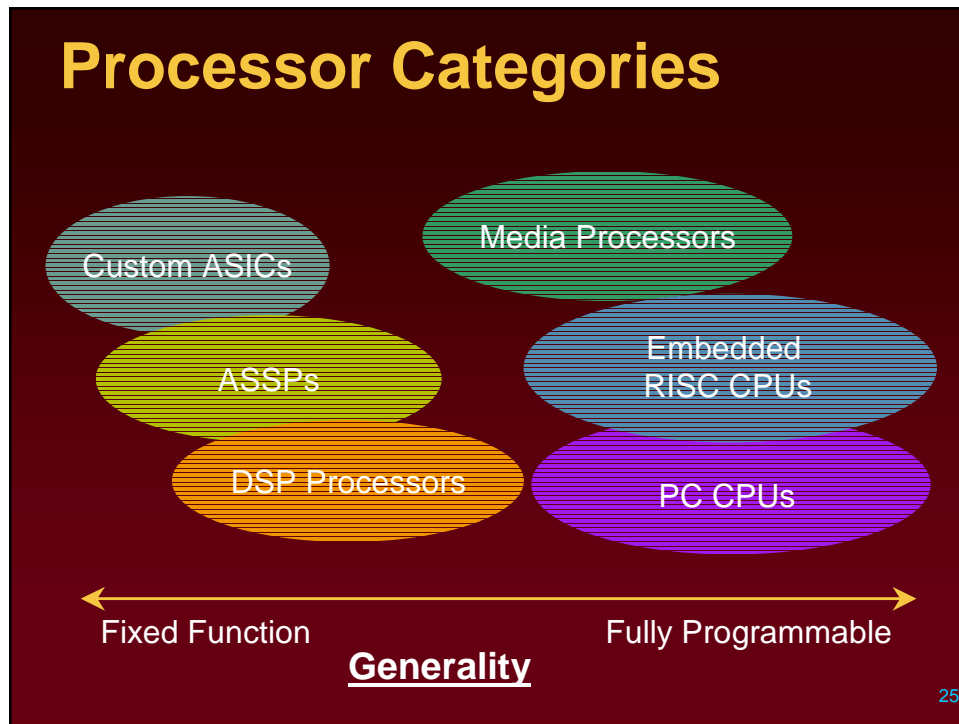 Processor Categories
Media Processors
Custom ASICs
Embedded
RISC CPUs
ASSPs
DSP Processors
PC CPUs
Fixed Function
Fully Programmable
Generality
25